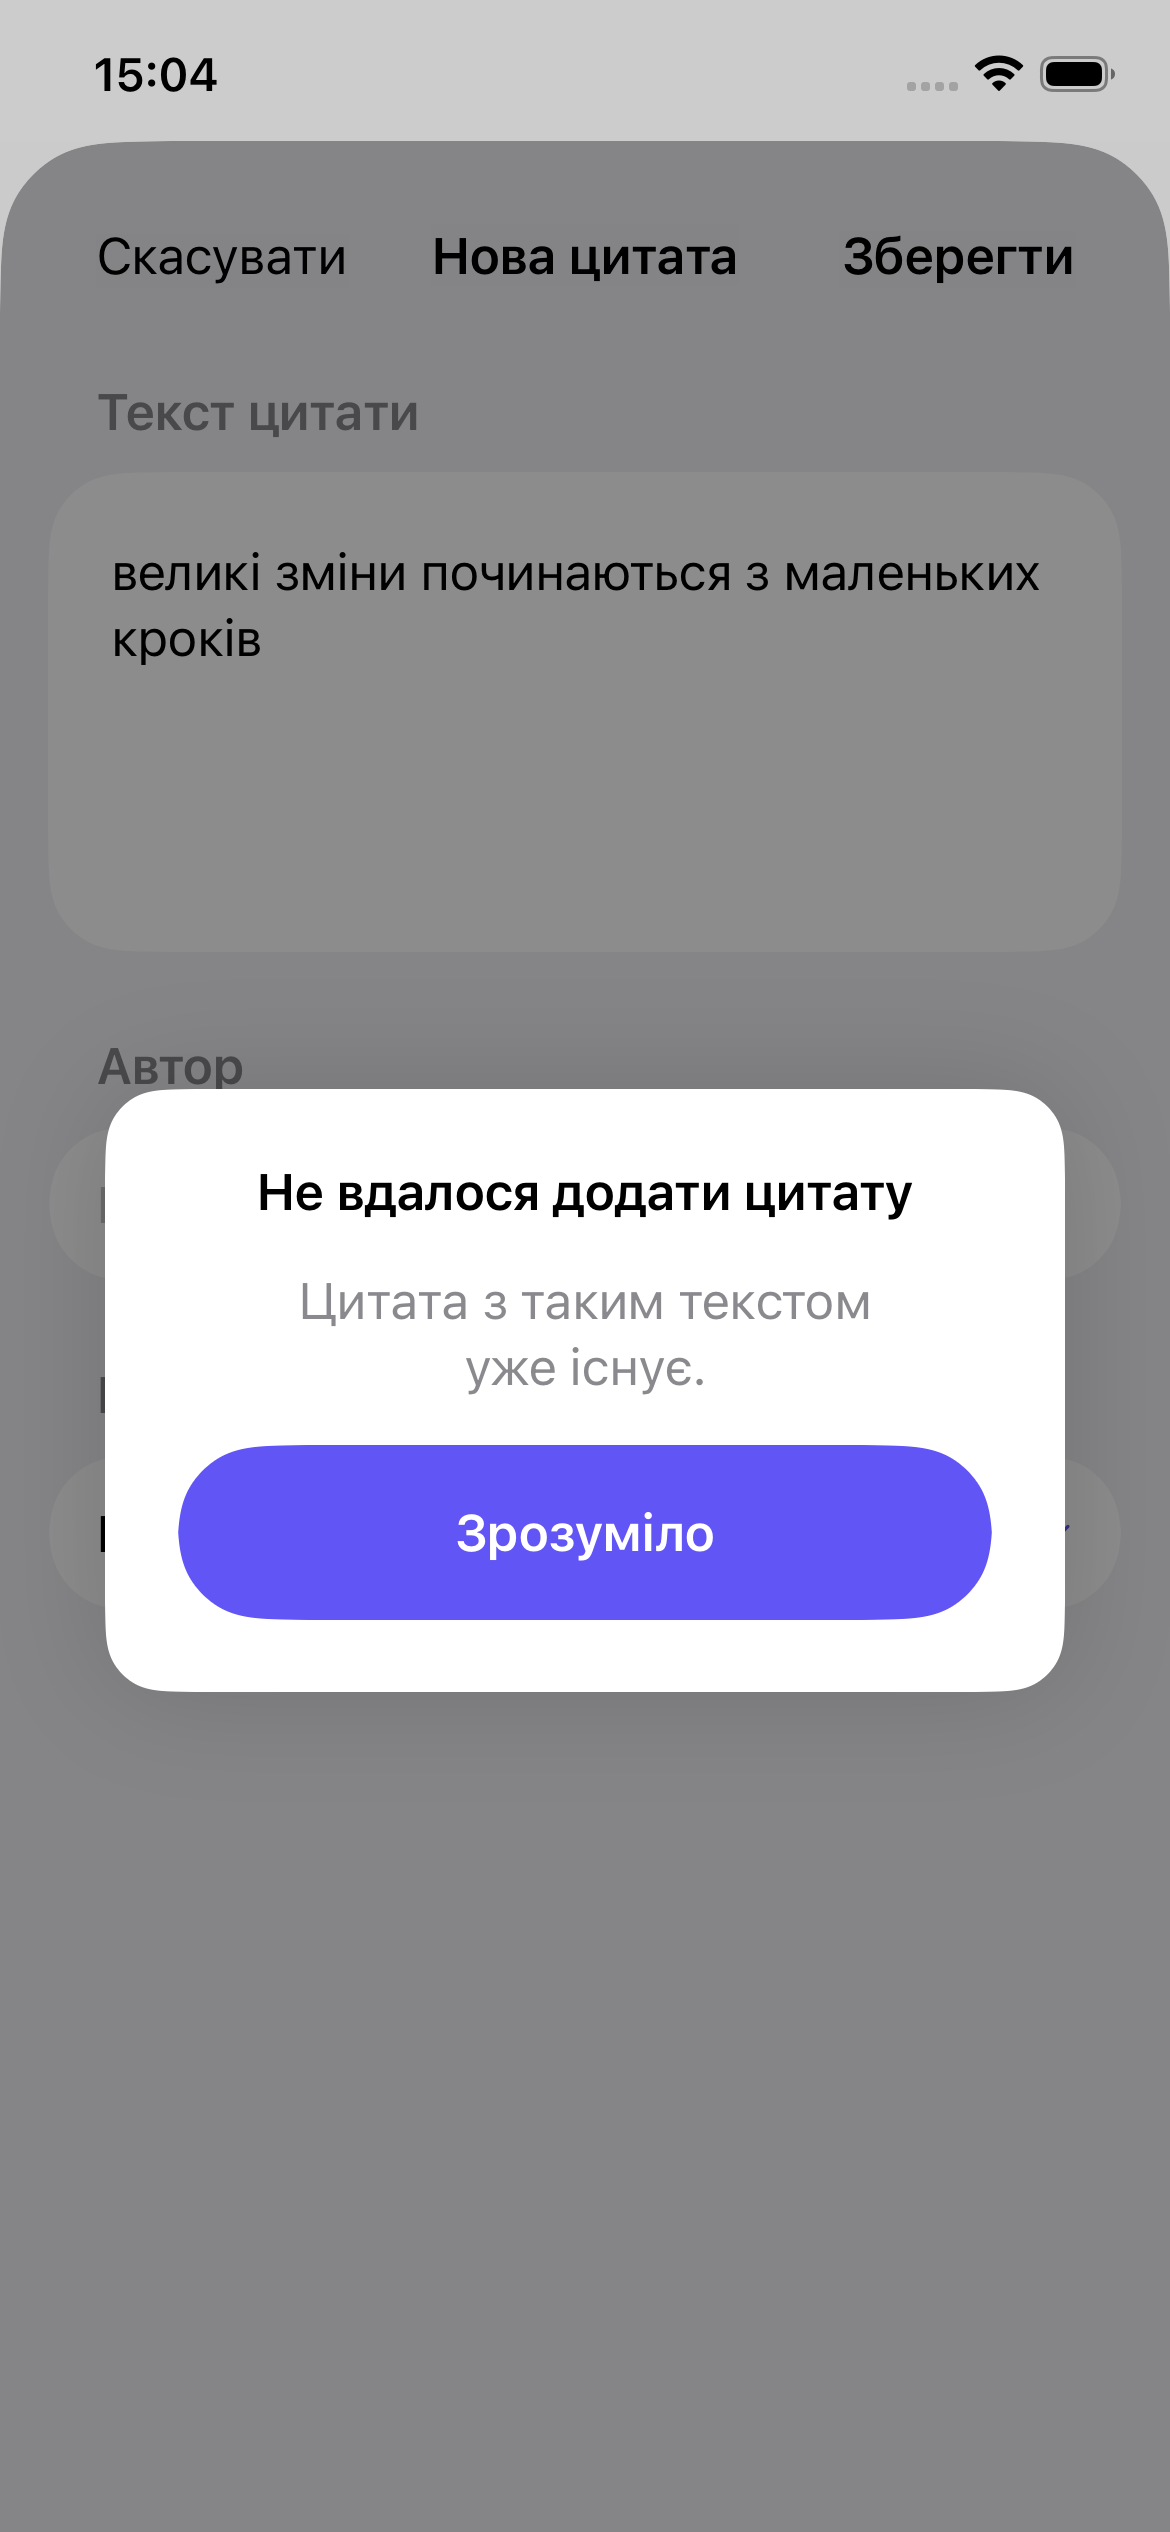 15:04
Скасувати Нова цитата Зберегти
Текст цитати
великі зміни починаються з маленьких
кроків
Автор
Не вдалося додати цитату
Цитата з таким текстом
уже існує.
Зрозуміло